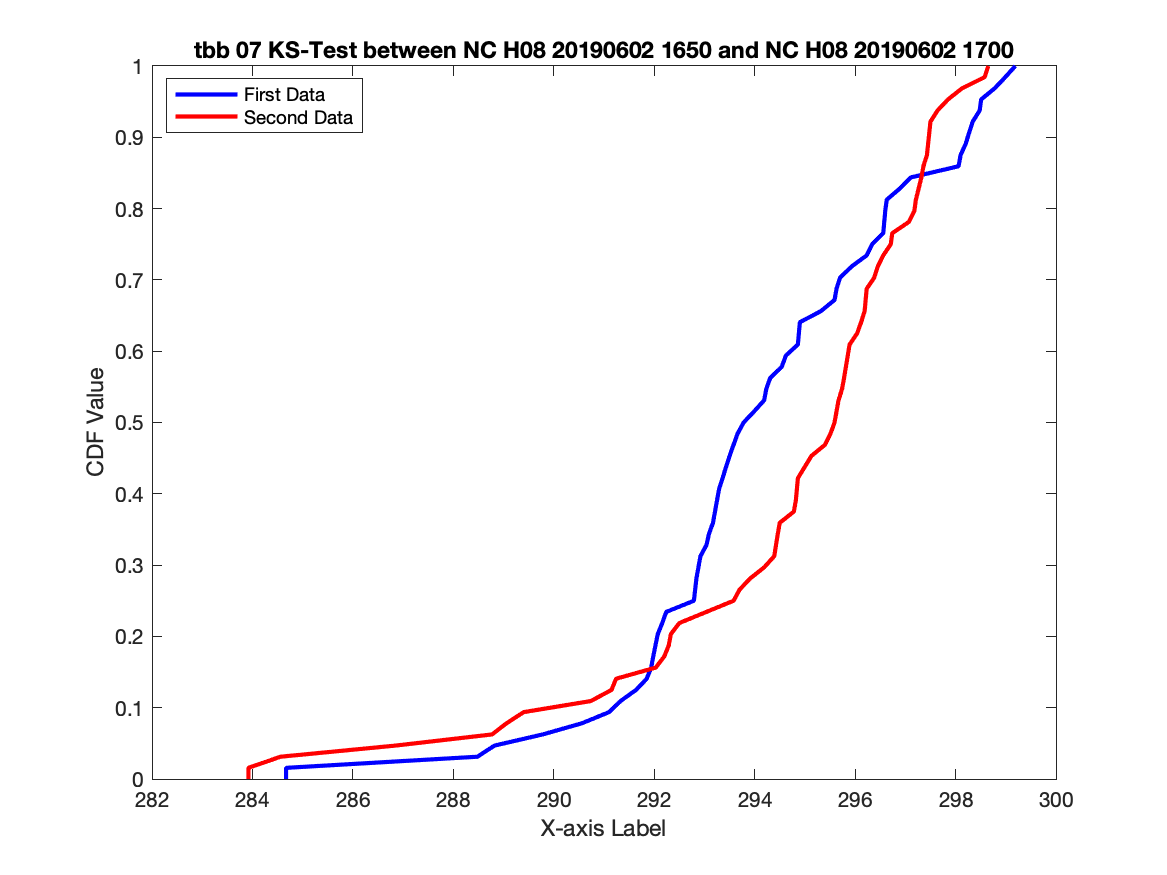 tbb 07 KS-Test between NC H08 20190602 1650 and NC H08 20190602 1700
First Data
Second Data
1
0.9
0.8
0.7
0.6
0.5
0.4
0.3
0.2
0.1
0
CDF Value
282 284 286 288 290 292 294 296 298 300
X-axis Label